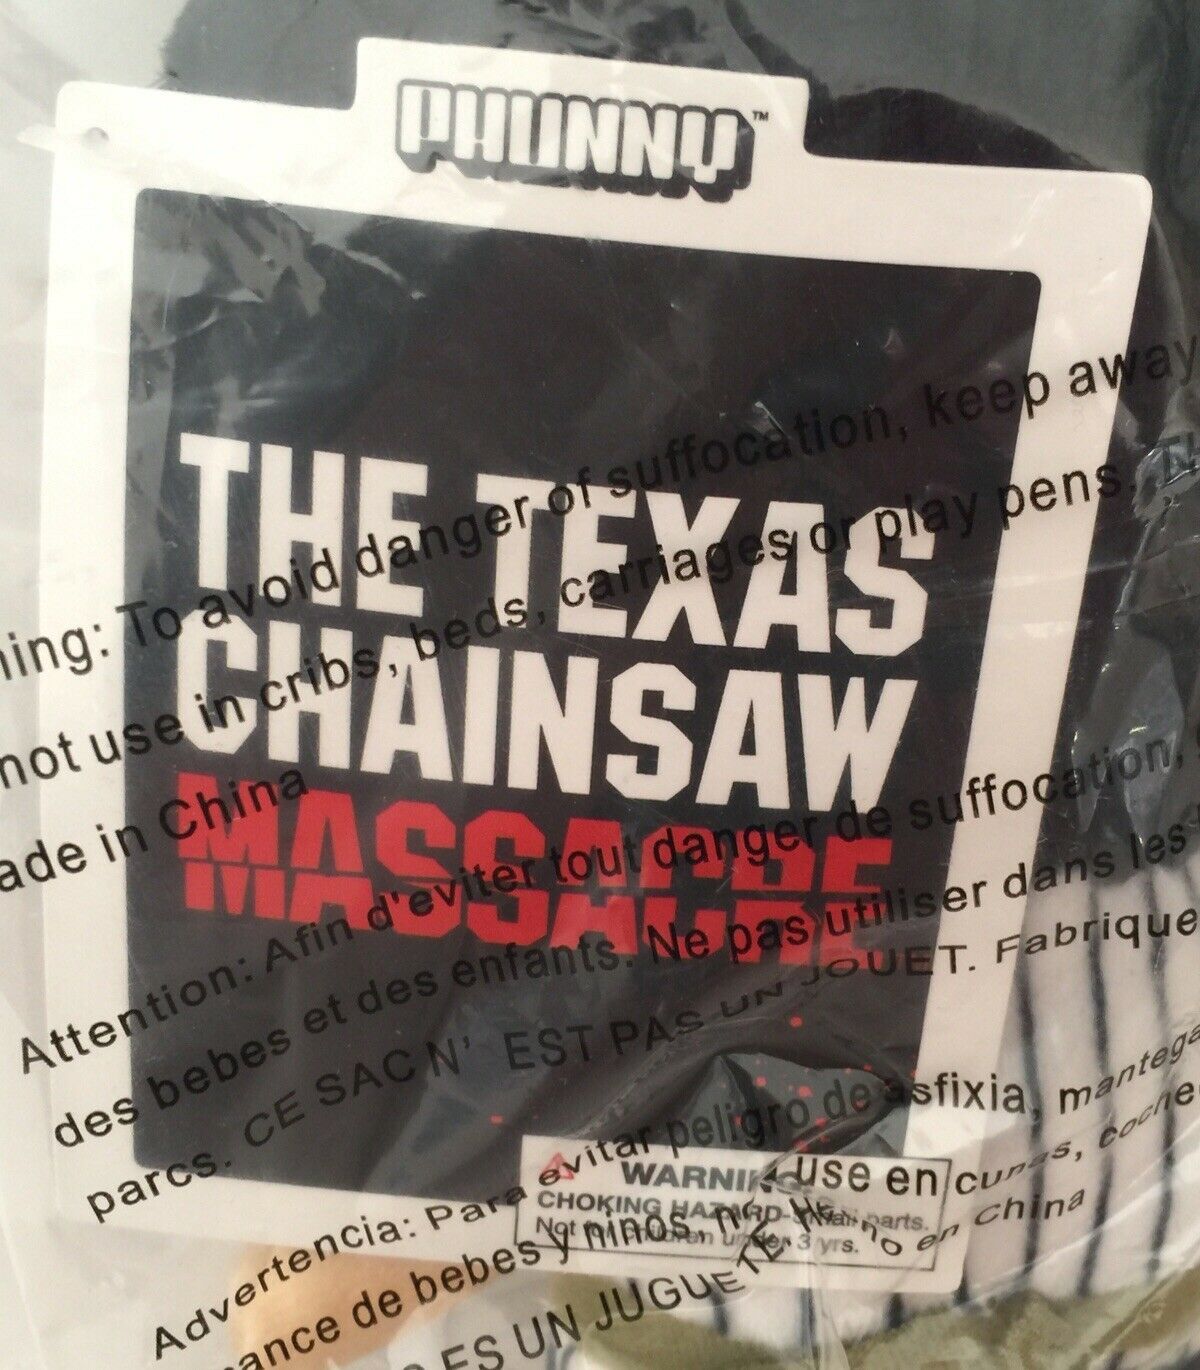 PHUNNY™
THE TEXAS
CHAINSAW
MASSACRE
WARNING
CHOKING HAZARD-Small parts.
Not for children under 3 yrs.
ning: To avoid danger of suffocation, keep away
not use in cribs, beds, carriages or play pens.
ade in China
Attention: Afin d'eviter tout danger de suffocation,
des bebes et des enfants. Ne pas utiliser dans les
parcs. CE SAC N' EST PAS UN JOUET. Fabrique
Advertencia: Para evitar peligro de asfixia, mantega
ance de bebes y ninos, no use en cunas, coche
ES UN JUGUETE. Hecho en China